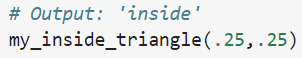 # Output: 'inside'
my_inside_triangle(.25,.25)